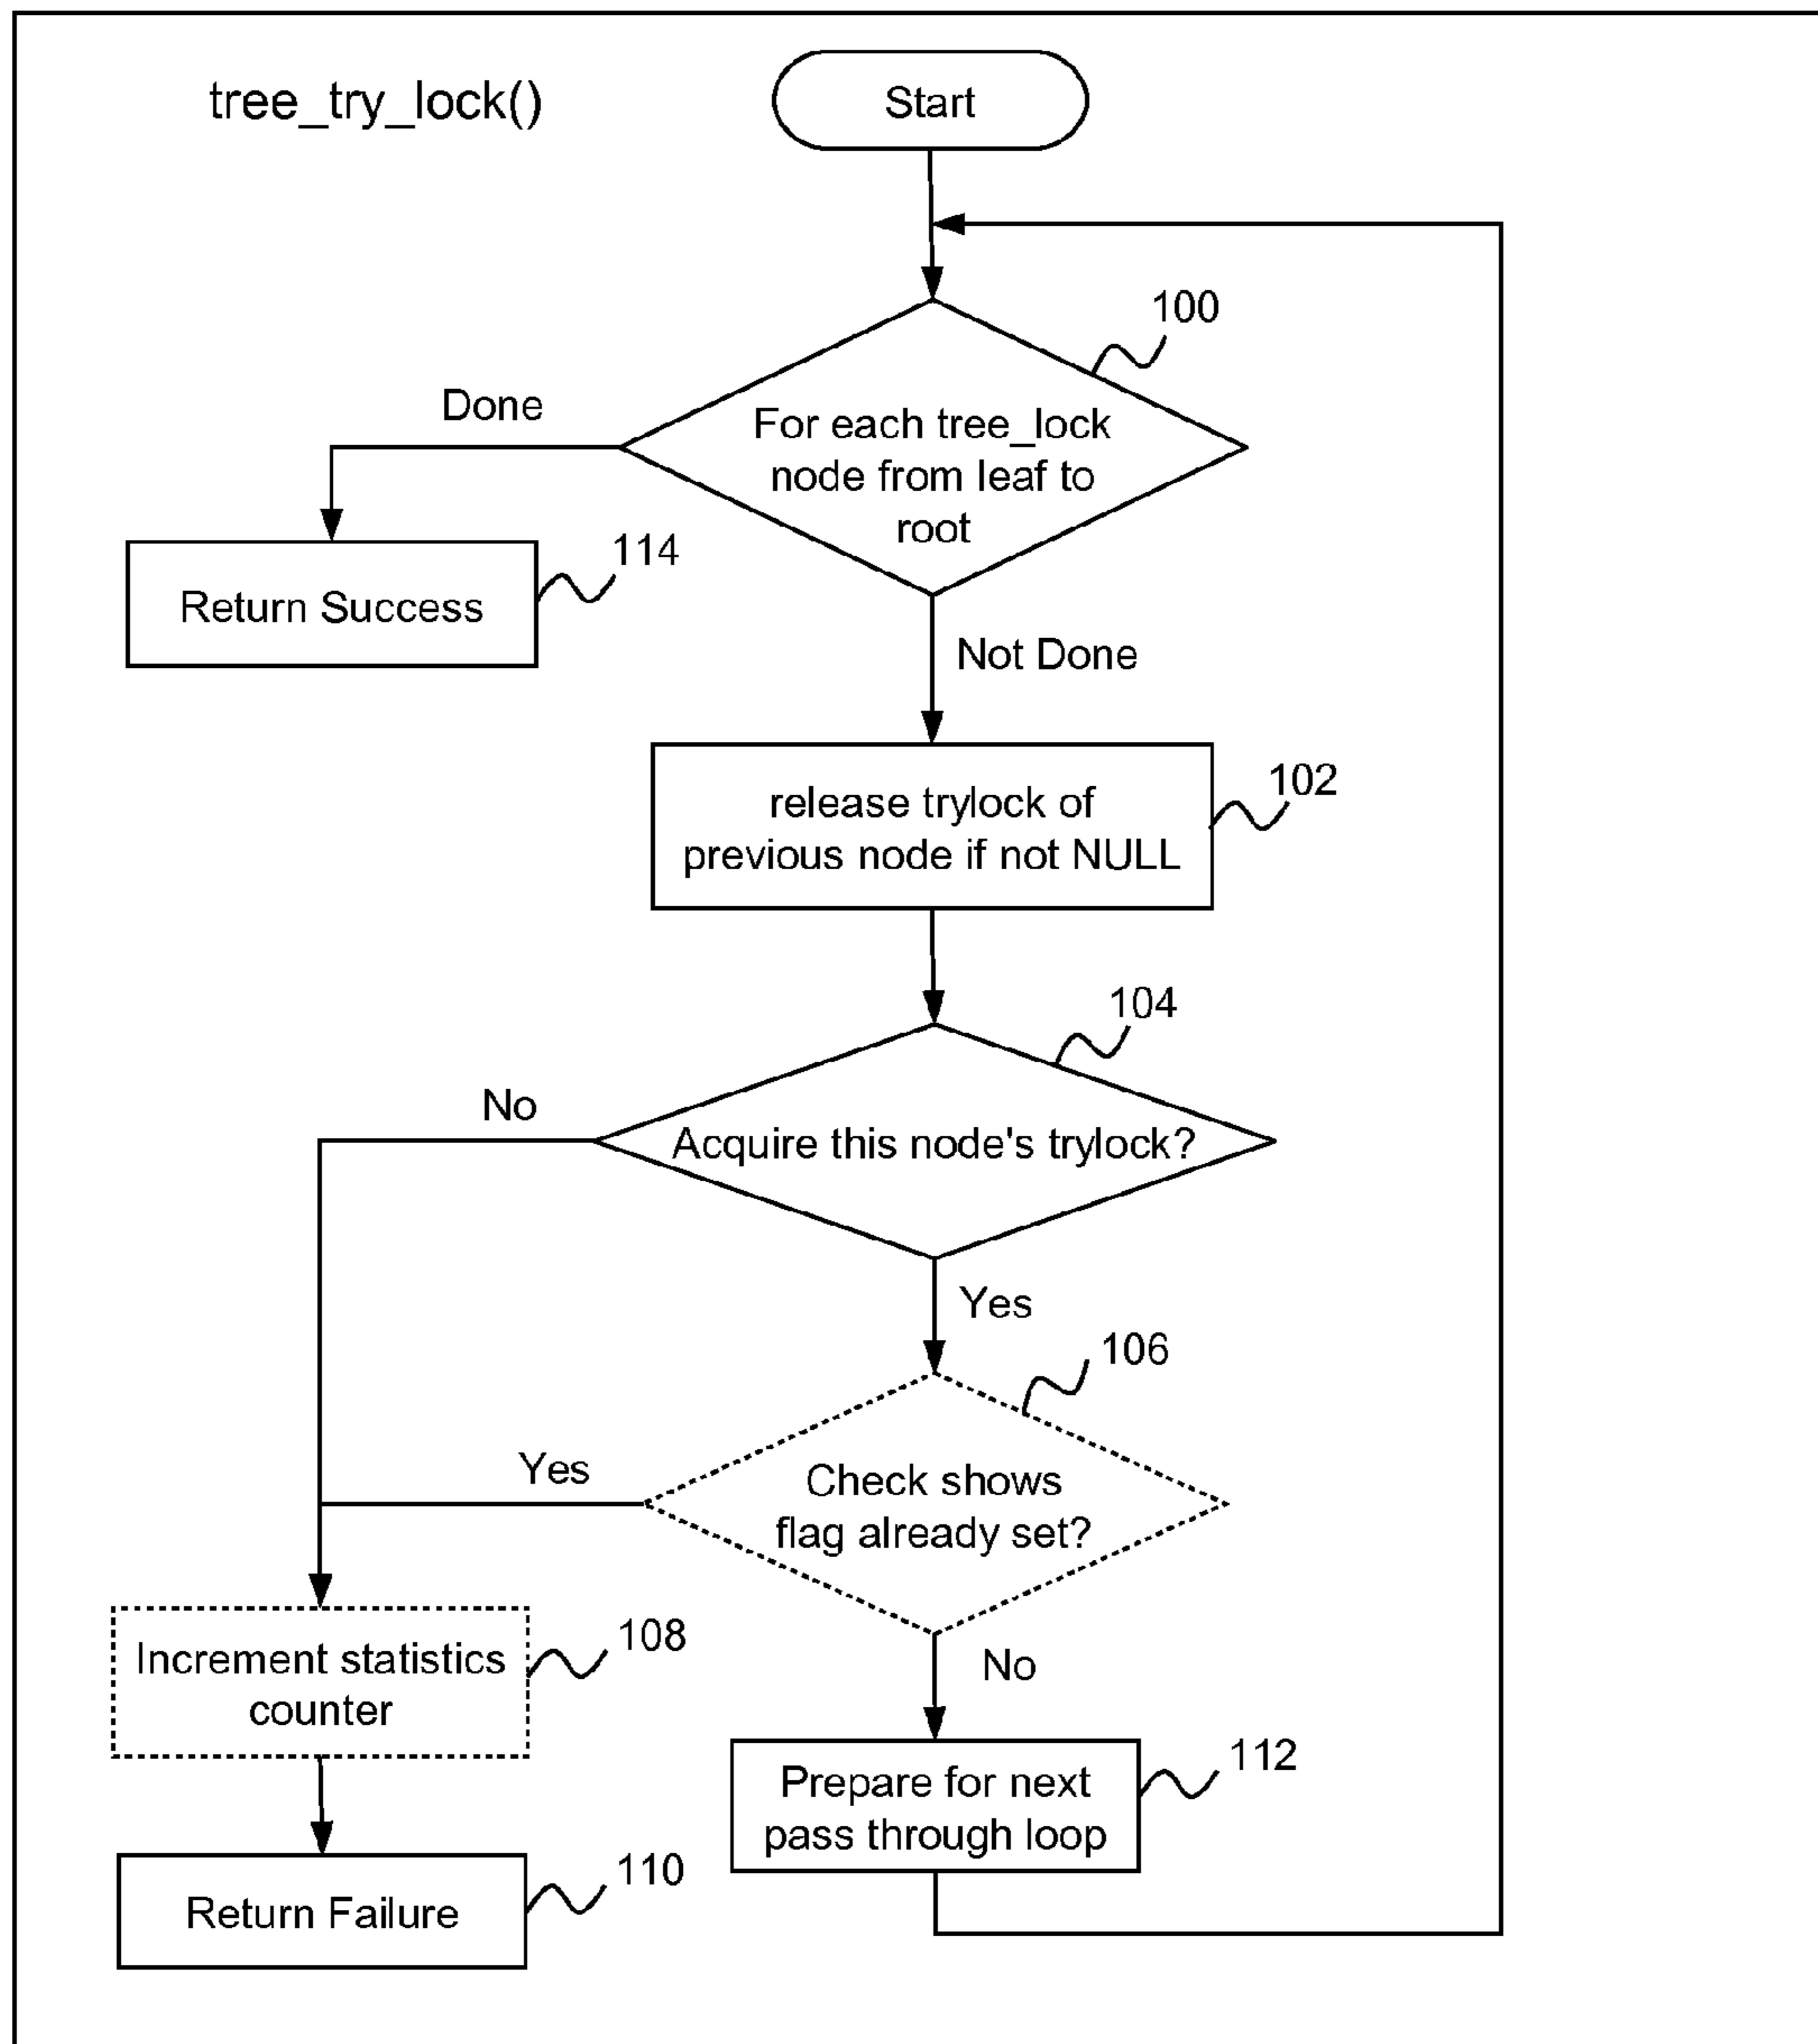 tree_try_lock()
Start
100
For each tree_lock
node from leaf to
root
Done
114
Return Success
Not Done
102
release trylock of
previous node if not NULL
104
No
Acquire this node's trylock?
Yes
106
Yes
Check shows
flag already set?
108
Increment statistics
counter
No
112
Prepare for next
pass through loop
110
Return Failure